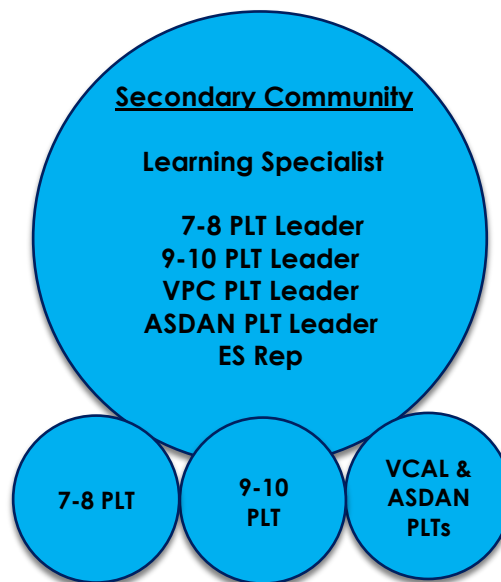 Secondary Community
Learning Specialist
7-8 PLT Leader
9-10 PLT Leader
VPC PLT Leader
ASDAN PLT Leader
ES Rep
7-8 PLT
9-10
PLT
VCAL &
ASDAN
PLTs